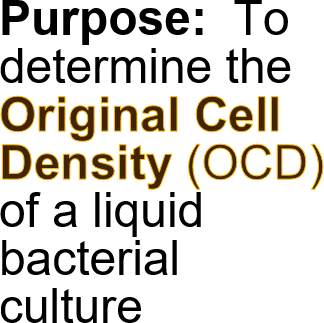 Purpose: To
determine the
Original Cell
Density (OCD)
of a liquid
bacterial
culture